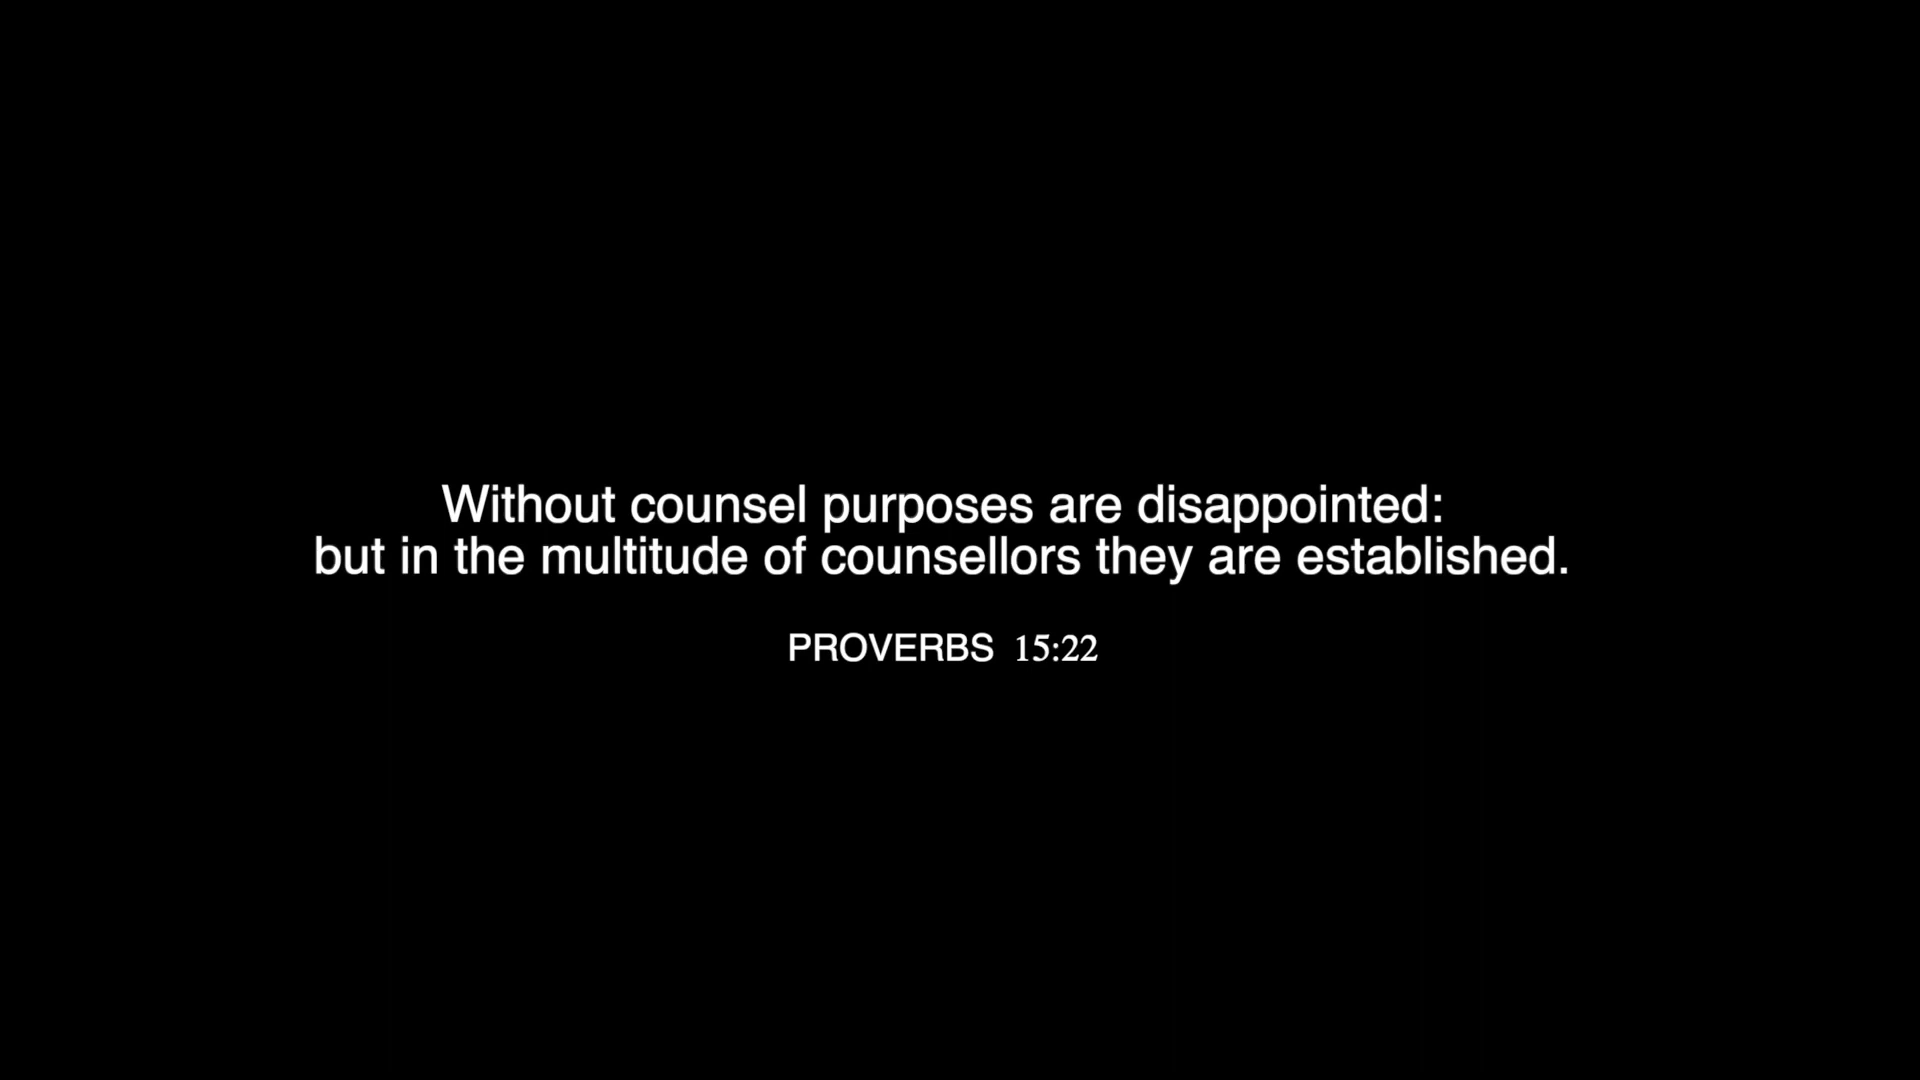 Without counsel purposes are disappointed:
but in the multitude of counsellors they are established.
PROVERBS 15:22